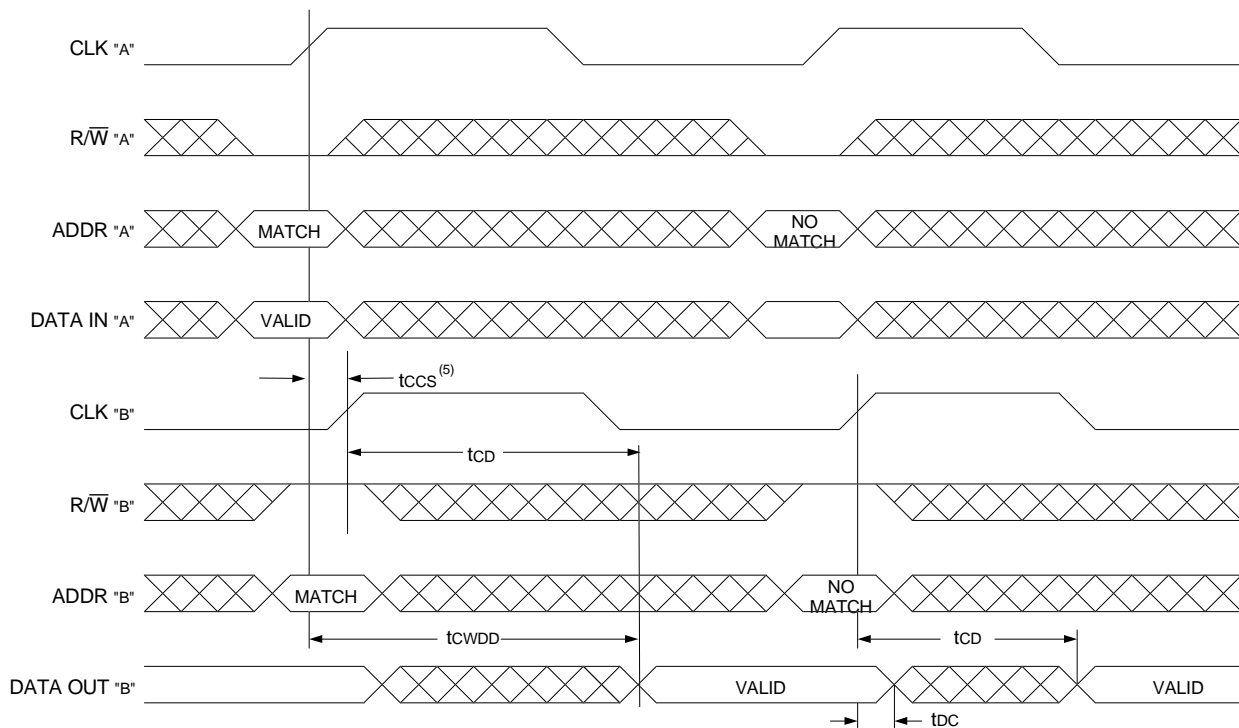 CLK "A"
R/W̅ "A"
ADDR "A"
MATCH
NO
MATCH
DATA IN "A"
VALID
tCCS (5)
CLK "B"
tCD
R/W̅ "B"
ADDR "B"
MATCH
NO
MATCH
tCWDD
tCD
DATA OUT "B"
VALID
VALID
tDC